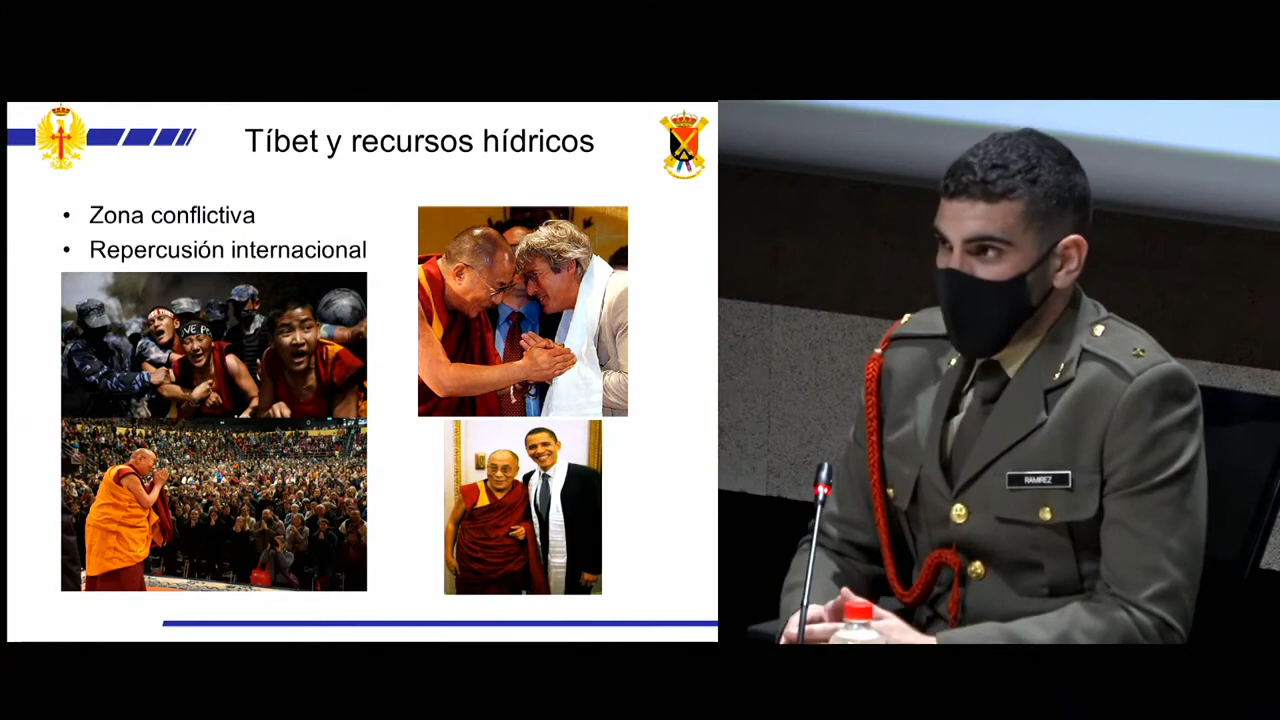 Tíbet y recursos hídricos
• Zona conflictiva
• Repercusión internacional
RAMIREZ